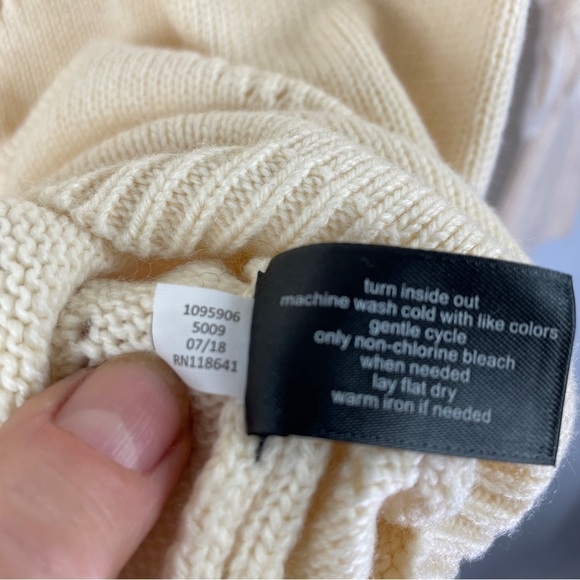 1095906
5009
07/18
RN118641
turn inside out
machine wash cold with like colors
gentle cycle
only non-chlorine bleach
when needed
lay flat dry
warm iron if needed